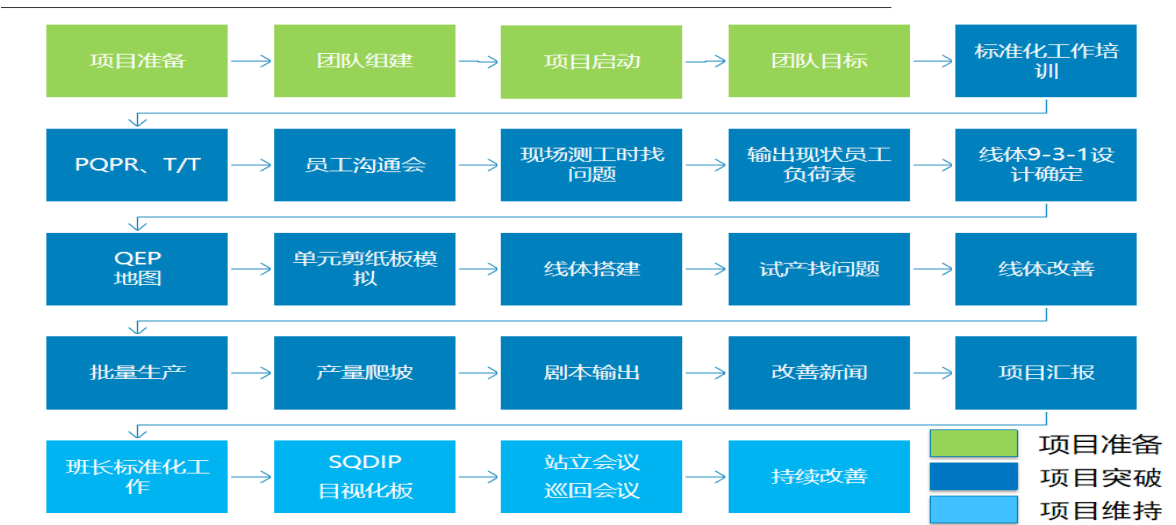 项目准备
团队组建
项目启动
团队目标
标准化工作培
训
PQPR、T/T
员工沟通会
现场测工时找
问题
输出现状员工
负荷表
线体9-3-1设
计确定
QEP
地图
单元剪纸板模
拟
线体搭建
试产找问题
线体改善
批量生产
产量爬坡
剧本输出
改善新闻
项目汇报
班长标准化工
作
SQDIP
目视化板
站立会议
巡回会议
持续改善
项目准备
项目突破
项目维持